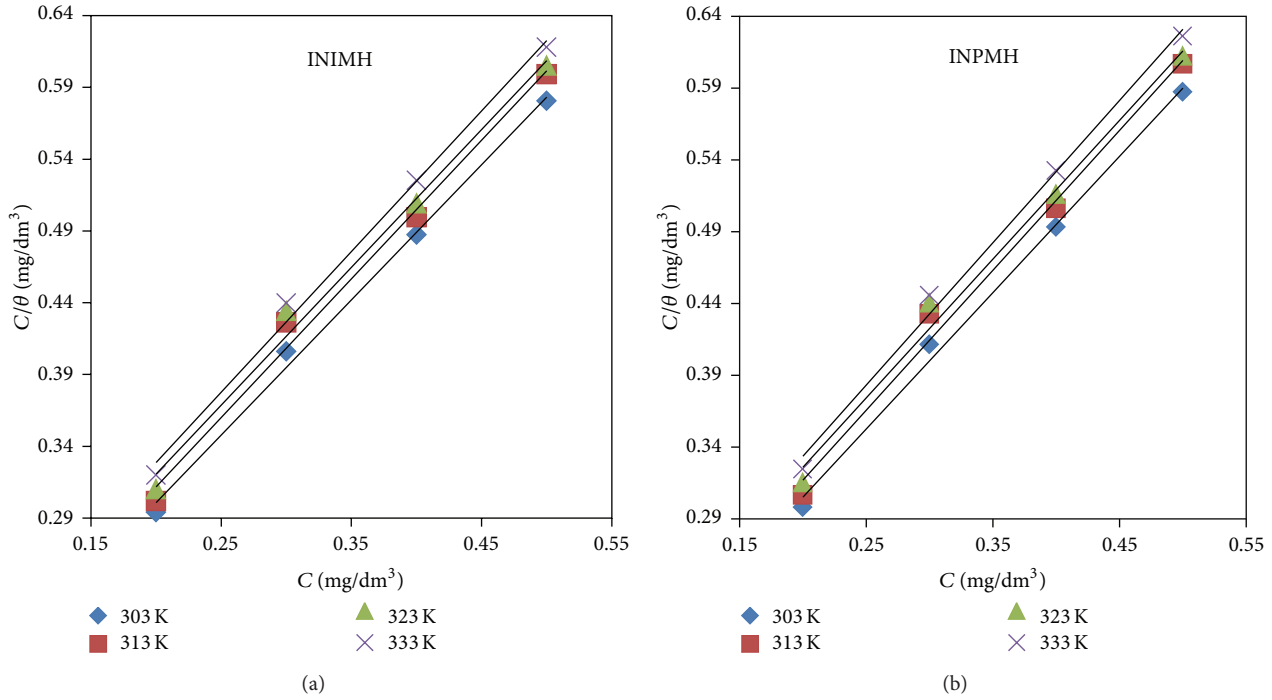 0.64
0.59
0.54
0.49
0.44
0.39
0.34
0.29
C/θ (mg/dm³)
INIMH
0.15 0.25 0.35 0.45 0.55
C (mg/dm³)
303 K 323 K
313 K 333 K
(a)
0.64
0.59
0.54
0.49
0.44
0.39
0.34
0.29
C/θ (mg/dm³)
INPMH
0.15 0.25 0.35 0.45 0.55
C (mg/dm³)
303 K 323 K
313 K 333 K
(b)